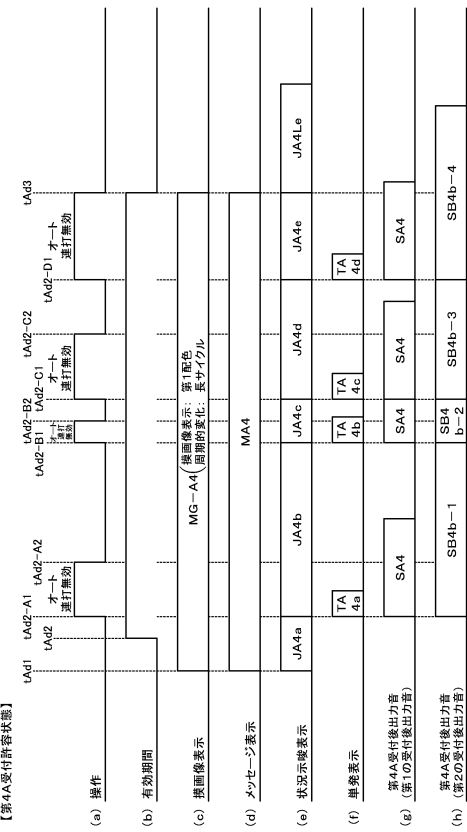 【第4A受付許容状態】
tAd1
tAd2
tAd2-A1
tAd2-A2
tAd2-B1
tAd2-B2
tAd2-C1
tAd2-C2
tAd2-D1
tAd3
(a) 操作
オート
連打無効
オート
連打無効
オート
連打無効
オート
連打無効
(b) 有効期間
(c) 摸画像表示
MG-A4(摸画像表示: 第1配色
周期的変化: 長サイクル
(d) メッセージ表示
MA4
(e) 状況示唆表示
JA4a
JA4b
JA4c
JA4d
JA4e
JA4Le
(f) 単発表示
TA
4a
TA
4b
TA
4c
TA
4d
(g) 第4A受付後出力音
(第1の受付後出力音)
SA4
SA4
SA4
SA4
(h) 第4A受付後出力音
(第2の受付後出力音)
SB4b-1
SB4
b-2
SB4b-3
SB4b-4